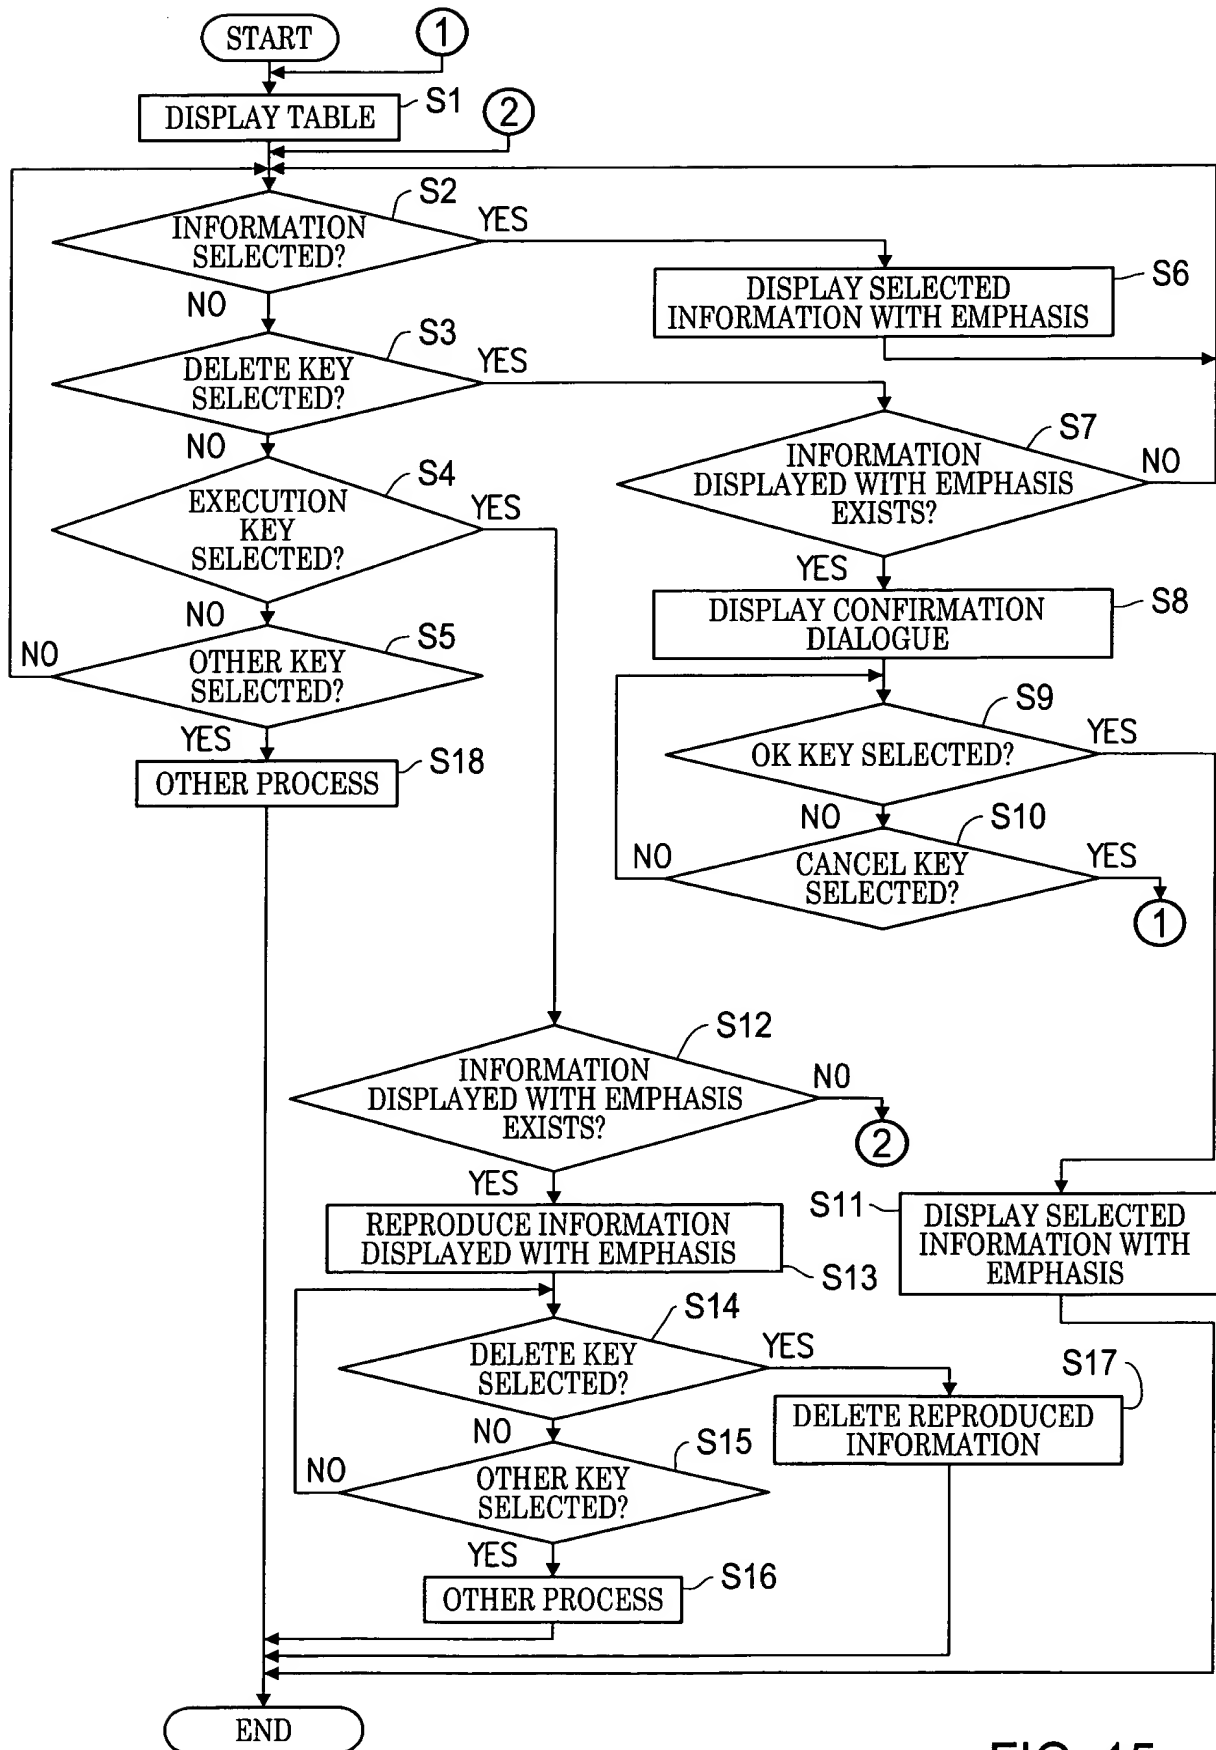 START
1
DISPLAY TABLE
S1
2
INFORMATION
SELECTED?
S2
YES
NO
DISPLAY SELECTED
INFORMATION WITH EMPHASIS
S6
DELETE KEY
SELECTED?
S3
YES
NO
INFORMATION
DISPLAYED WITH EMPHASIS
EXISTS?
S7
NO
YES
EXECUTION
KEY
SELECTED?
S4
YES
NO
DISPLAY CONFIRMATION
DIALOGUE
S8
OTHER KEY
SELECTED?
S5
NO
YES
OK KEY SELECTED?
S9
YES
NO
OTHER PROCESS
S18
CANCEL KEY
SELECTED?
S10
NO
YES
1
INFORMATION
DISPLAYED WITH EMPHASIS
EXISTS?
S12
NO
2
YES
REPRODUCE INFORMATION
DISPLAYED WITH EMPHASIS
S13
S11
DISPLAY SELECTED
INFORMATION WITH
EMPHASIS
DELETE KEY
SELECTED?
S14
YES
NO
DELETE REPRODUCED
INFORMATION
S17
OTHER KEY
SELECTED?
S15
NO
YES
OTHER PROCESS
S16
END